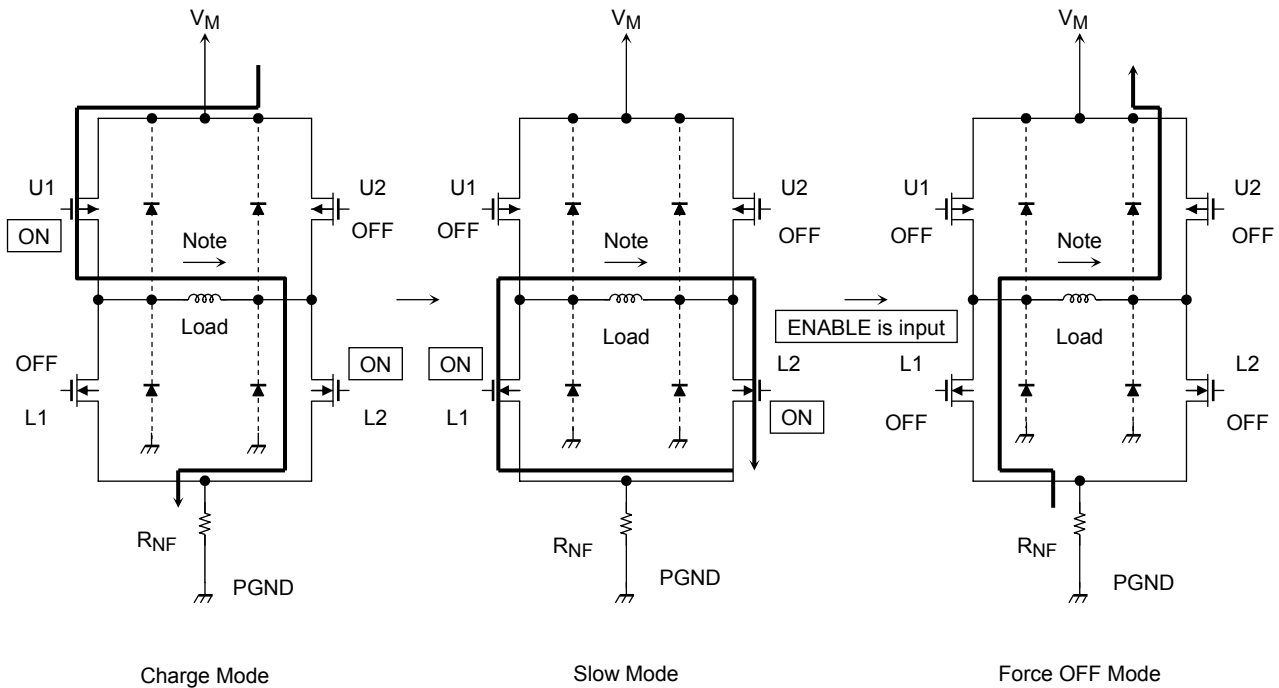 VM
U1
ON
U2
OFF
Note
Load
OFF
L1
ON
L2
RNF
PGND
Charge Mode
VM
U1
OFF
U2
OFF
Note
Load
ON
L1
L2
ON
RNF
PGND
Slow Mode
ENABLE is input
VM
U1
OFF
U2
OFF
Note
Load
L1
OFF
L2
OFF
RNF
PGND
Force OFF Mode